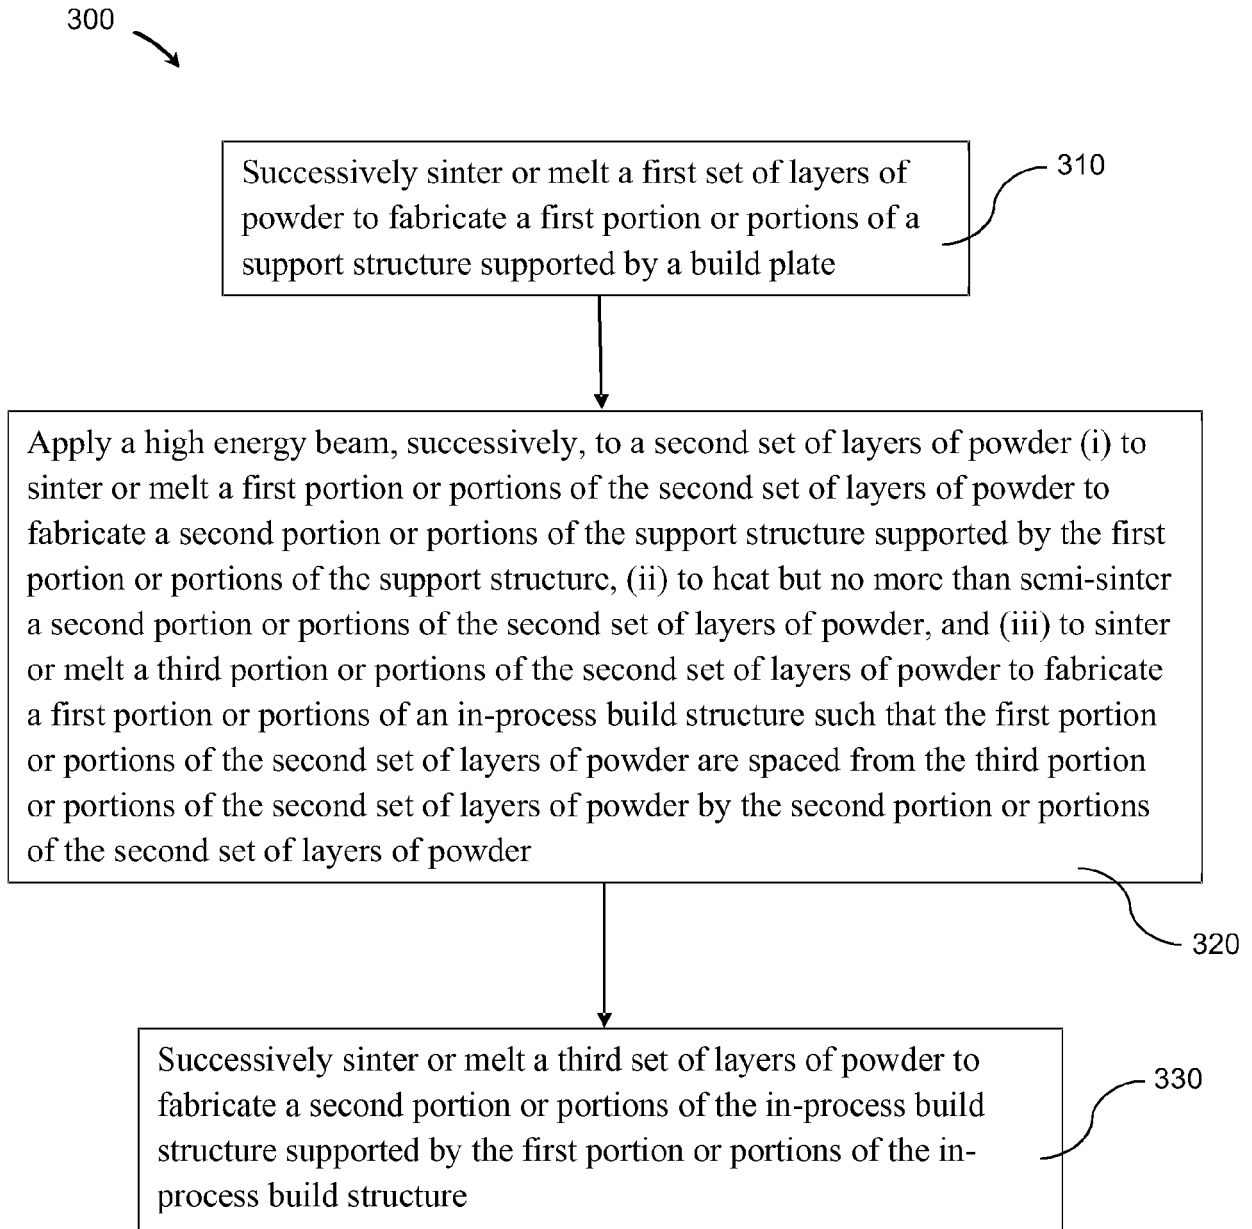 300
Successively sinter or melt a first set of layers of
powder to fabricate a first portion or portions of a
support structure supported by a build plate
310
Apply a high energy beam, successively, to a second set of layers of powder (i) to
sinter or melt a first portion or portions of the second set of layers of powder to
fabricate a second portion or portions of the support structure supported by the first
portion or portions of the support structure, (ii) to heat but no more than semi-sinter
a second portion or portions of the second set of layers of powder, and (iii) to sinter
or melt a third portion or portions of the second set of layers of powder to fabricate
a first portion or portions of an in-process build structure such that the first portion
or portions of the second set of layers of powder are spaced from the third portion
or portions of the second set of layers of powder by the second portion or portions
of the second set of layers of powder
320
Successively sinter or melt a third set of layers of powder to
fabricate a second portion or portions of the in-process build
structure supported by the first portion or portions of the in-
process build structure
330